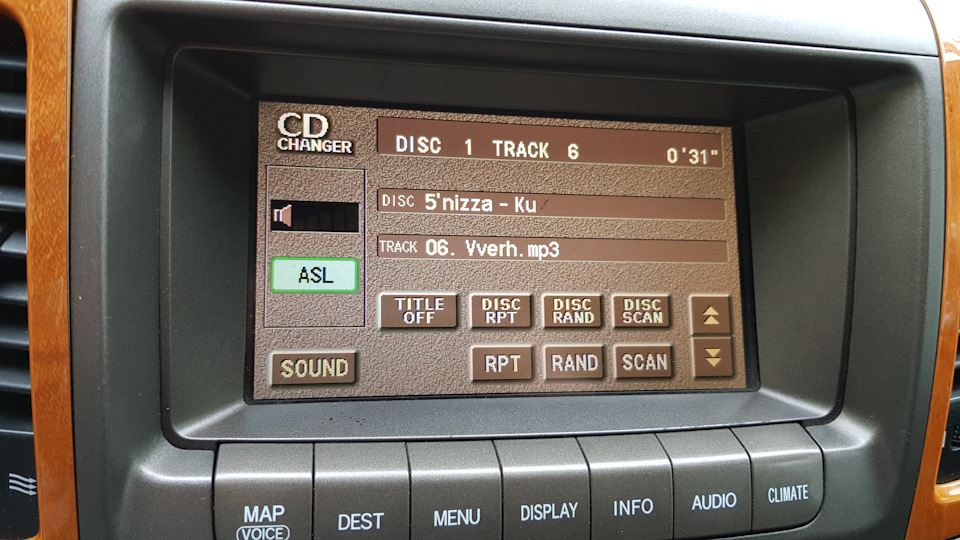 CD
CHANGER
DISC 1 TRACK 6 0'31"
DISC 5'nizza - Ku
TRACK 06. Vverh.mp3
ASL
TITLE OFF
DISC RPT
DISC RAND
DISC SCAN
SOUND
RPT
RAND
SCAN
MAP
VOICE
DEST
MENU
DISPLAY
INFO
AUDIO
CLIMATE